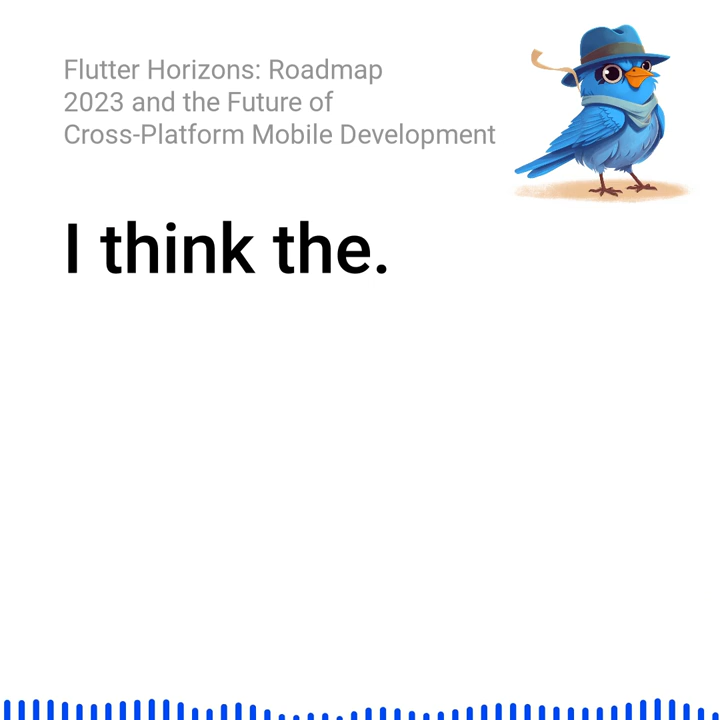 Flutter Horizons: Roadmap
2023 and the Future of
Cross-Platform Mobile Development
I think the.